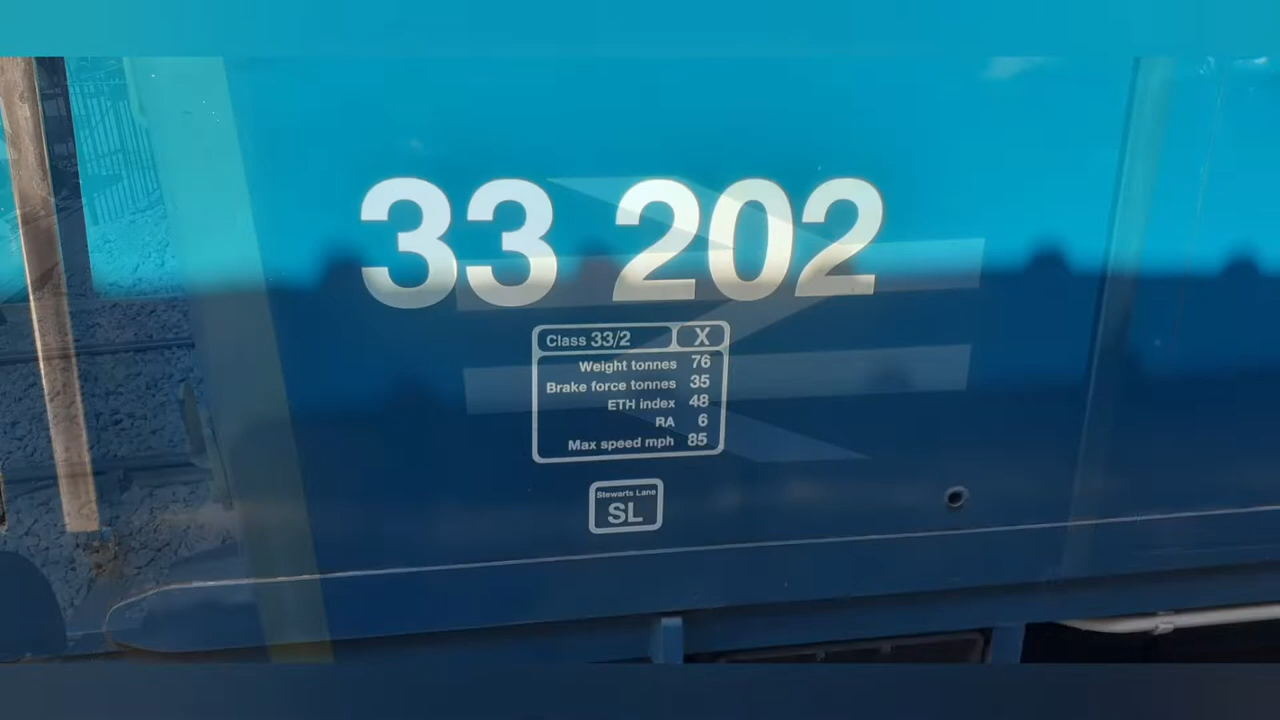 33 202
Class 33/2 X
Weight tonnes 76
Brake force tonnes 35
ETH index 48
RA 6
Max speed mph 85
Stewarts Lane
SL